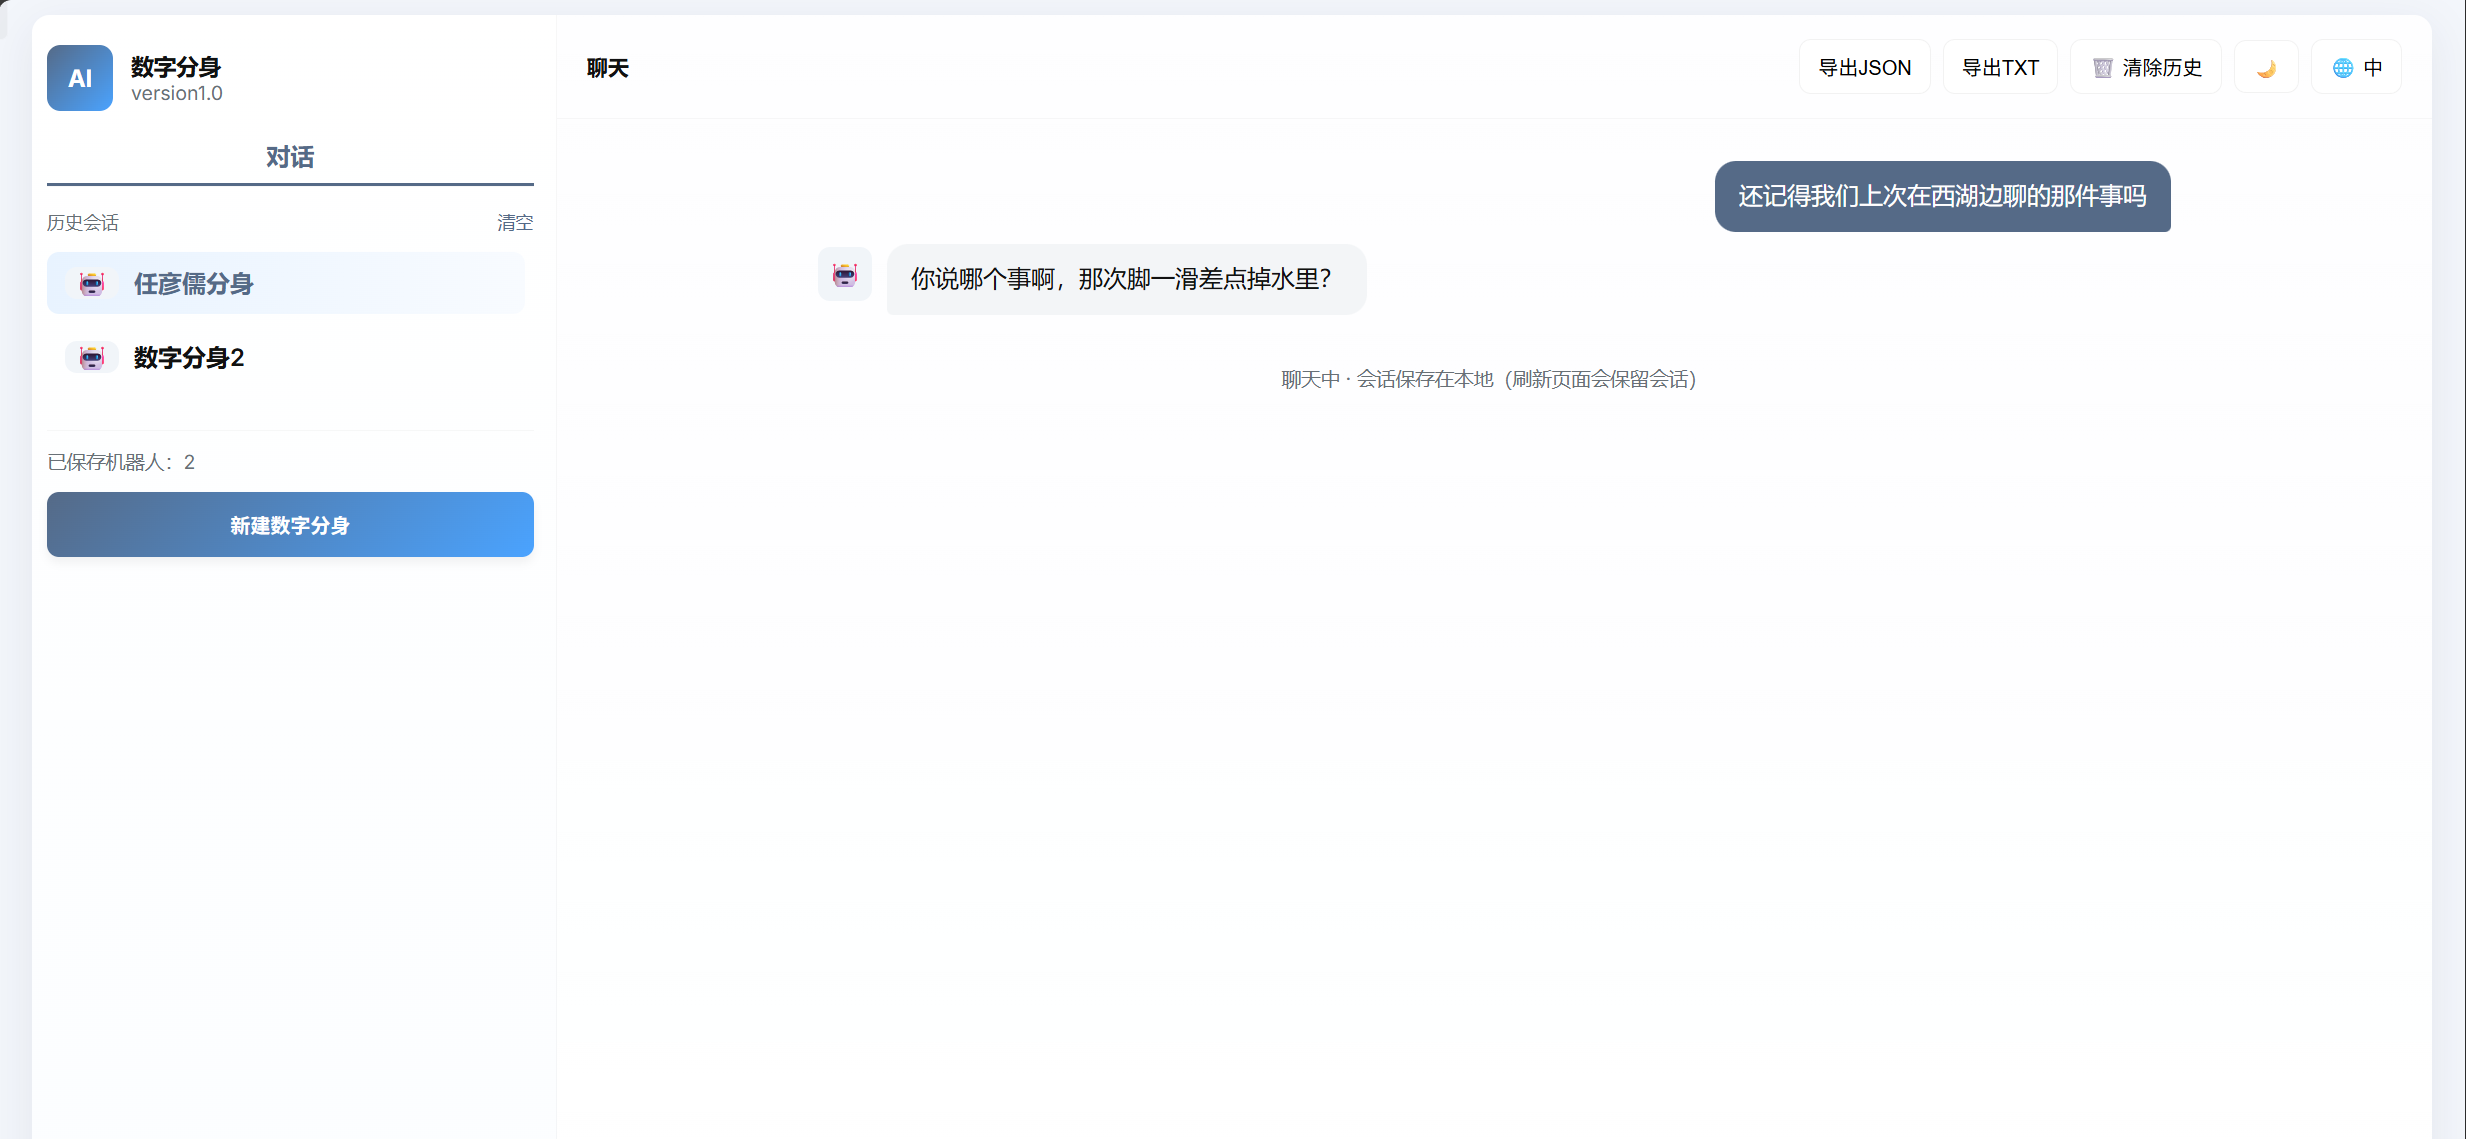 AI
数字分身
version1.0
对话
历史会话 清空
任彦儒分身
数字分身2
已保存机器人：2
新建数字分身
聊天
导出JSON 导出TXT 清除历史 中
还记得我们上次在西湖边聊的那件事吗
你说哪个事啊，那次脚一滑差点掉水里？
聊天中 · 会话保存在本地（刷新页面会保留会话）